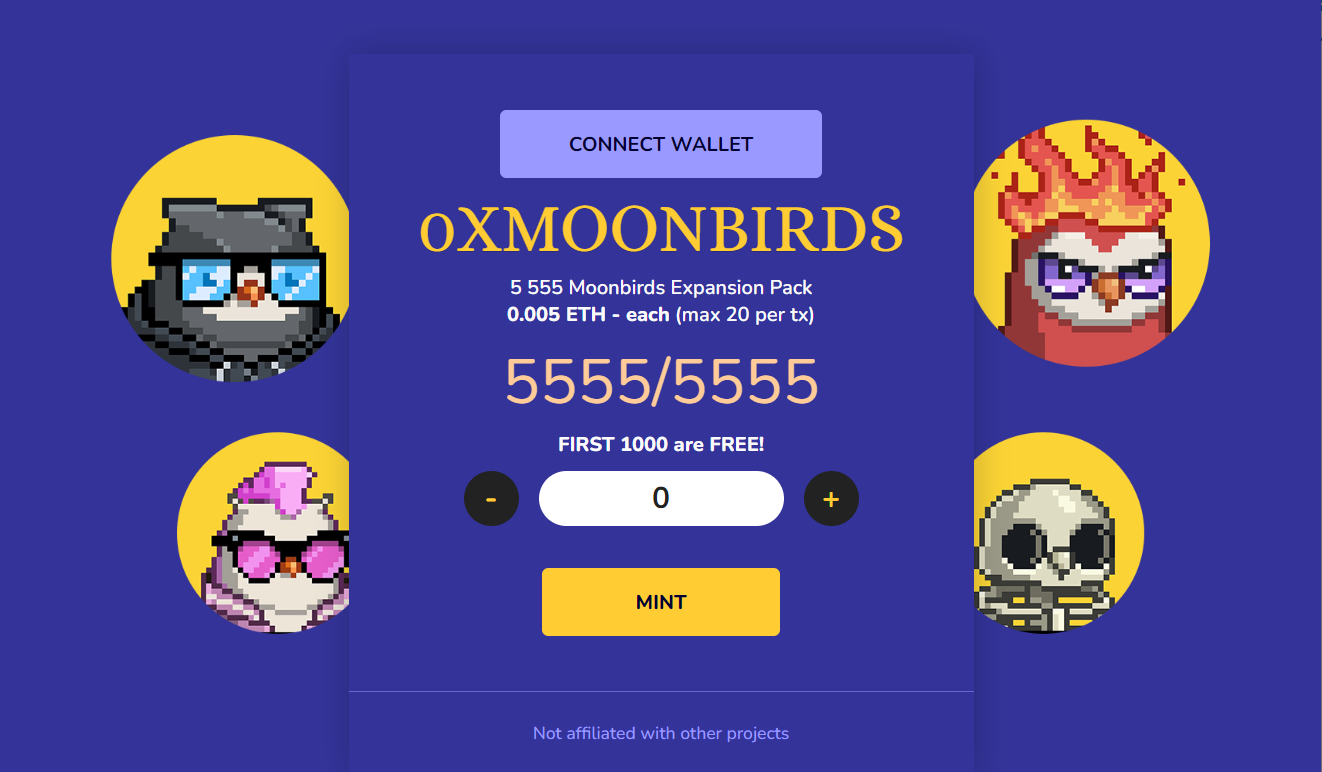 CONNECT WALLET
0XMOONBIRDS
5 555 Moonbirds Expansion Pack
0.005 ETH - each (max 20 per tx)
5555/5555
FIRST 1000 are FREE!
- 0 +
MINT
Not affiliated with other projects